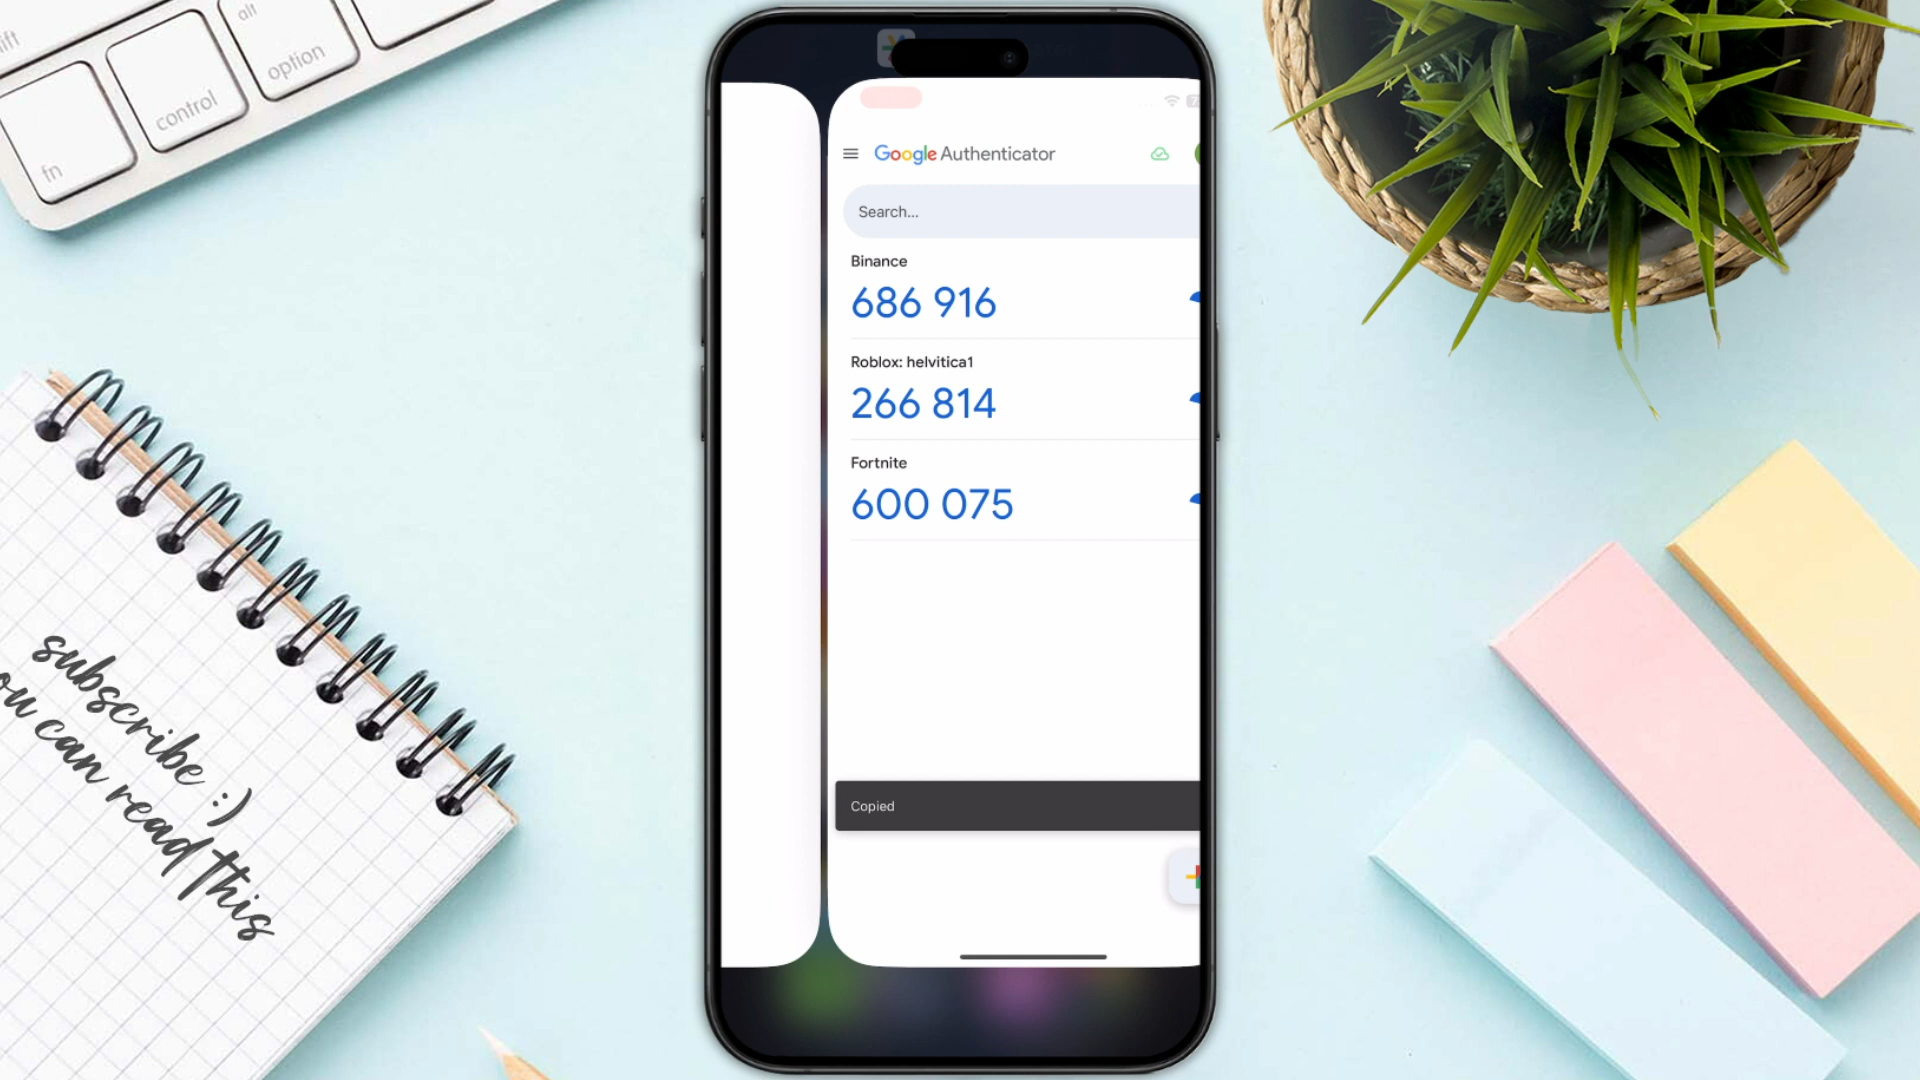 alt
option
control
fn
Google Authenticator
Search...
Binance
686 916
Roblox: helvitica1
266 814
Fortnite
600 075
Copied
subscribe :)
you can read this